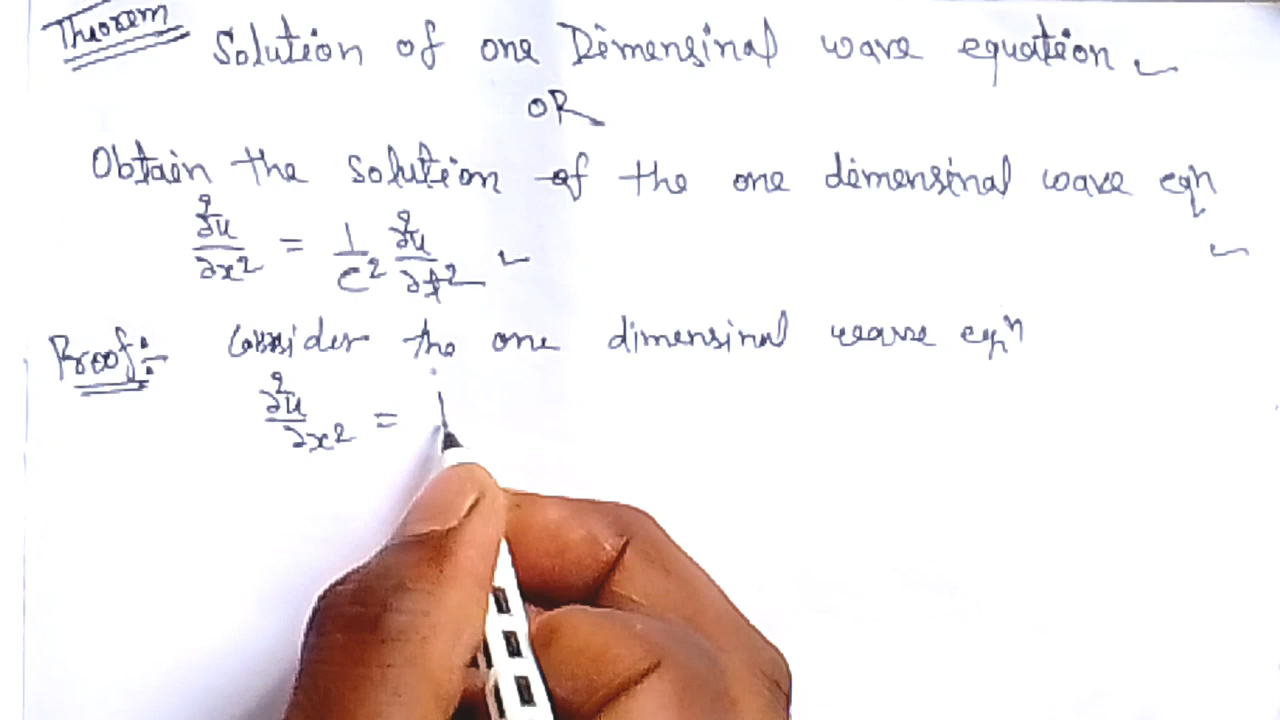 Theorem Solution of one Dimensinal wave equation
OR
Obtain the solution of the one dimensinal wave eqn
∂²u/∂x² = 1/c² ∂²u/∂t²
Proof:- Consider the one dimensinal weave eqⁿ
∂²u/∂x² = 1